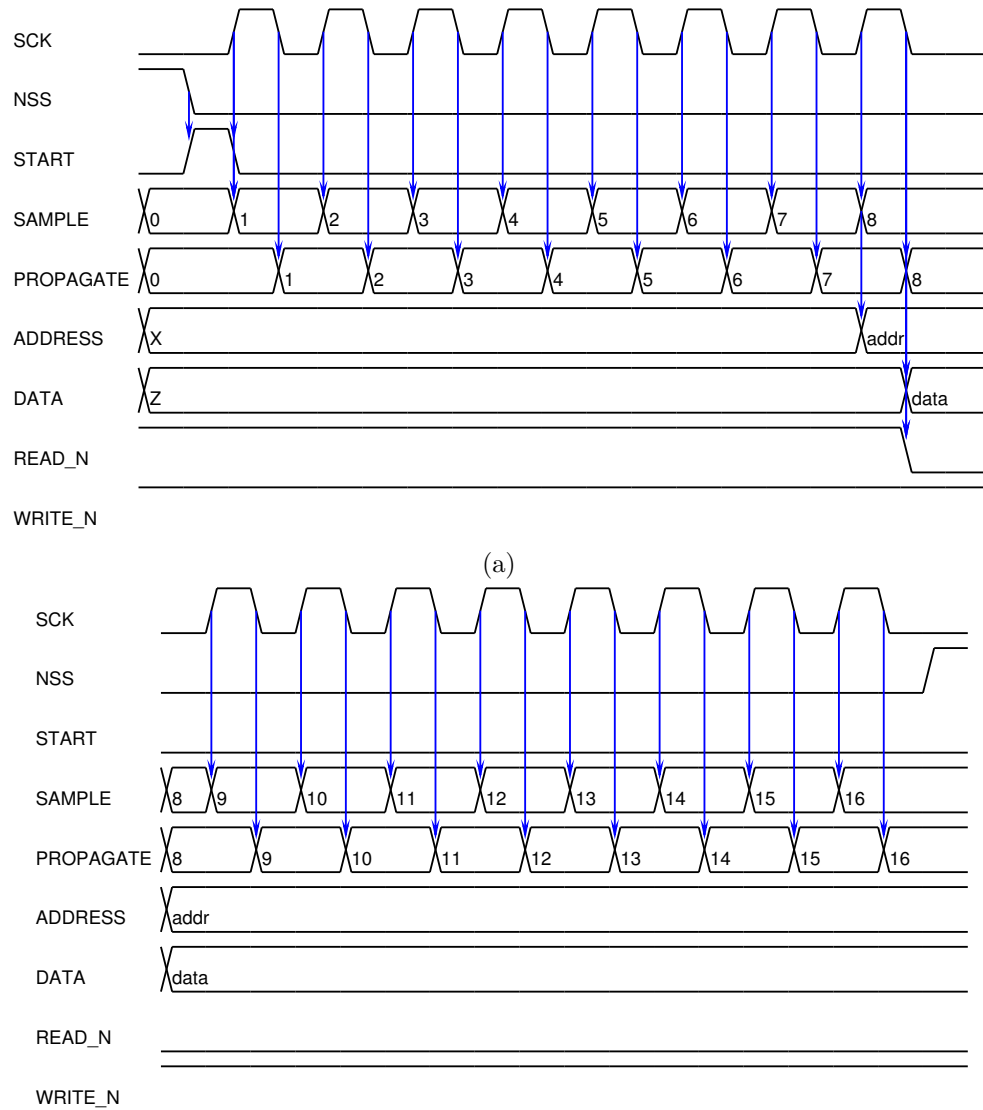 SCK
NSS
START
SAMPLE 0 1 2 3 4 5 6 7 8
PROPAGATE 0 1 2 3 4 5 6 7 8
ADDRESS X addr
DATA Z data
READ_N
WRITE_N
(a)
SCK
NSS
START
SAMPLE 8 9 10 11 12 13 14 15 16
PROPAGATE 8 9 10 11 12 13 14 15 16
ADDRESS addr
DATA data
READ_N
WRITE_N